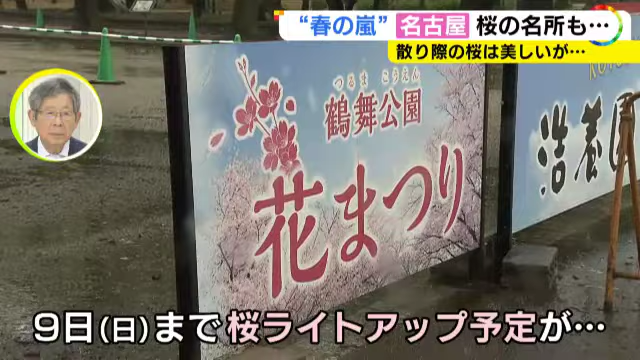 “春の嵐” 名古屋 桜の名所も…
散り際の桜は美しいが…
つるま こうえん
鶴舞公園
花まつり
浩養園
9日(日)まで桜ライトアップ予定が…